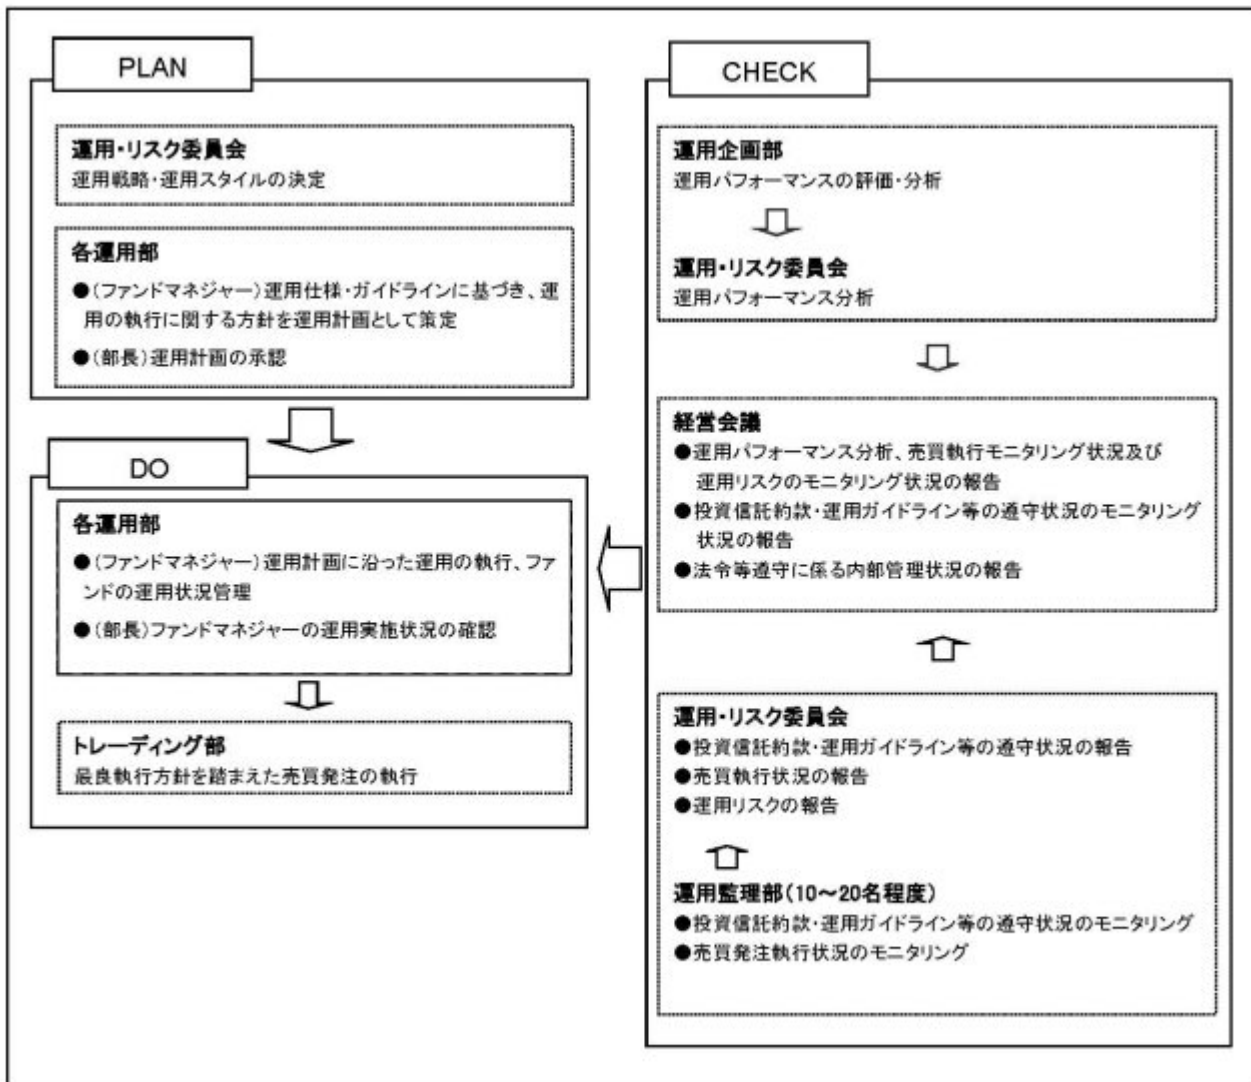 PLAN
運用・リスク委員会
運用戦略・運用スタイルの決定
各運用部
●(ファンドマネジャー)運用仕様・ガイドラインに基づき、運
用の執行に関する方針を運用計画として策定
●(部長)運用計画の承認
DO
各運用部
●(ファンドマネジャー)運用計画に沿った運用の執行、ファ
ンドの運用状況管理
●(部長)ファンドマネジャーの運用実施状況の確認
トレーディング部
最良執行方針を踏まえた売買発注の執行
CHECK
運用企画部
運用パフォーマンスの評価・分析
運用・リスク委員会
運用パフォーマンス分析
経営会議
●運用パフォーマンス分析、売買執行モニタリング状況及び
運用リスクのモニタリング状況の報告
●投資信託約款・運用ガイドライン等の遵守状況のモニタリング
状況の報告
●法令等遵守に係る内部管理状況の報告
運用・リスク委員会
●投資信託約款・運用ガイドライン等の遵守状況の報告
●売買執行状況の報告
●運用リスクの報告
運用監理部(10～20名程度)
●投資信託約款・運用ガイドライン等の遵守状況のモニタリング
●売買発注執行状況のモニタリング